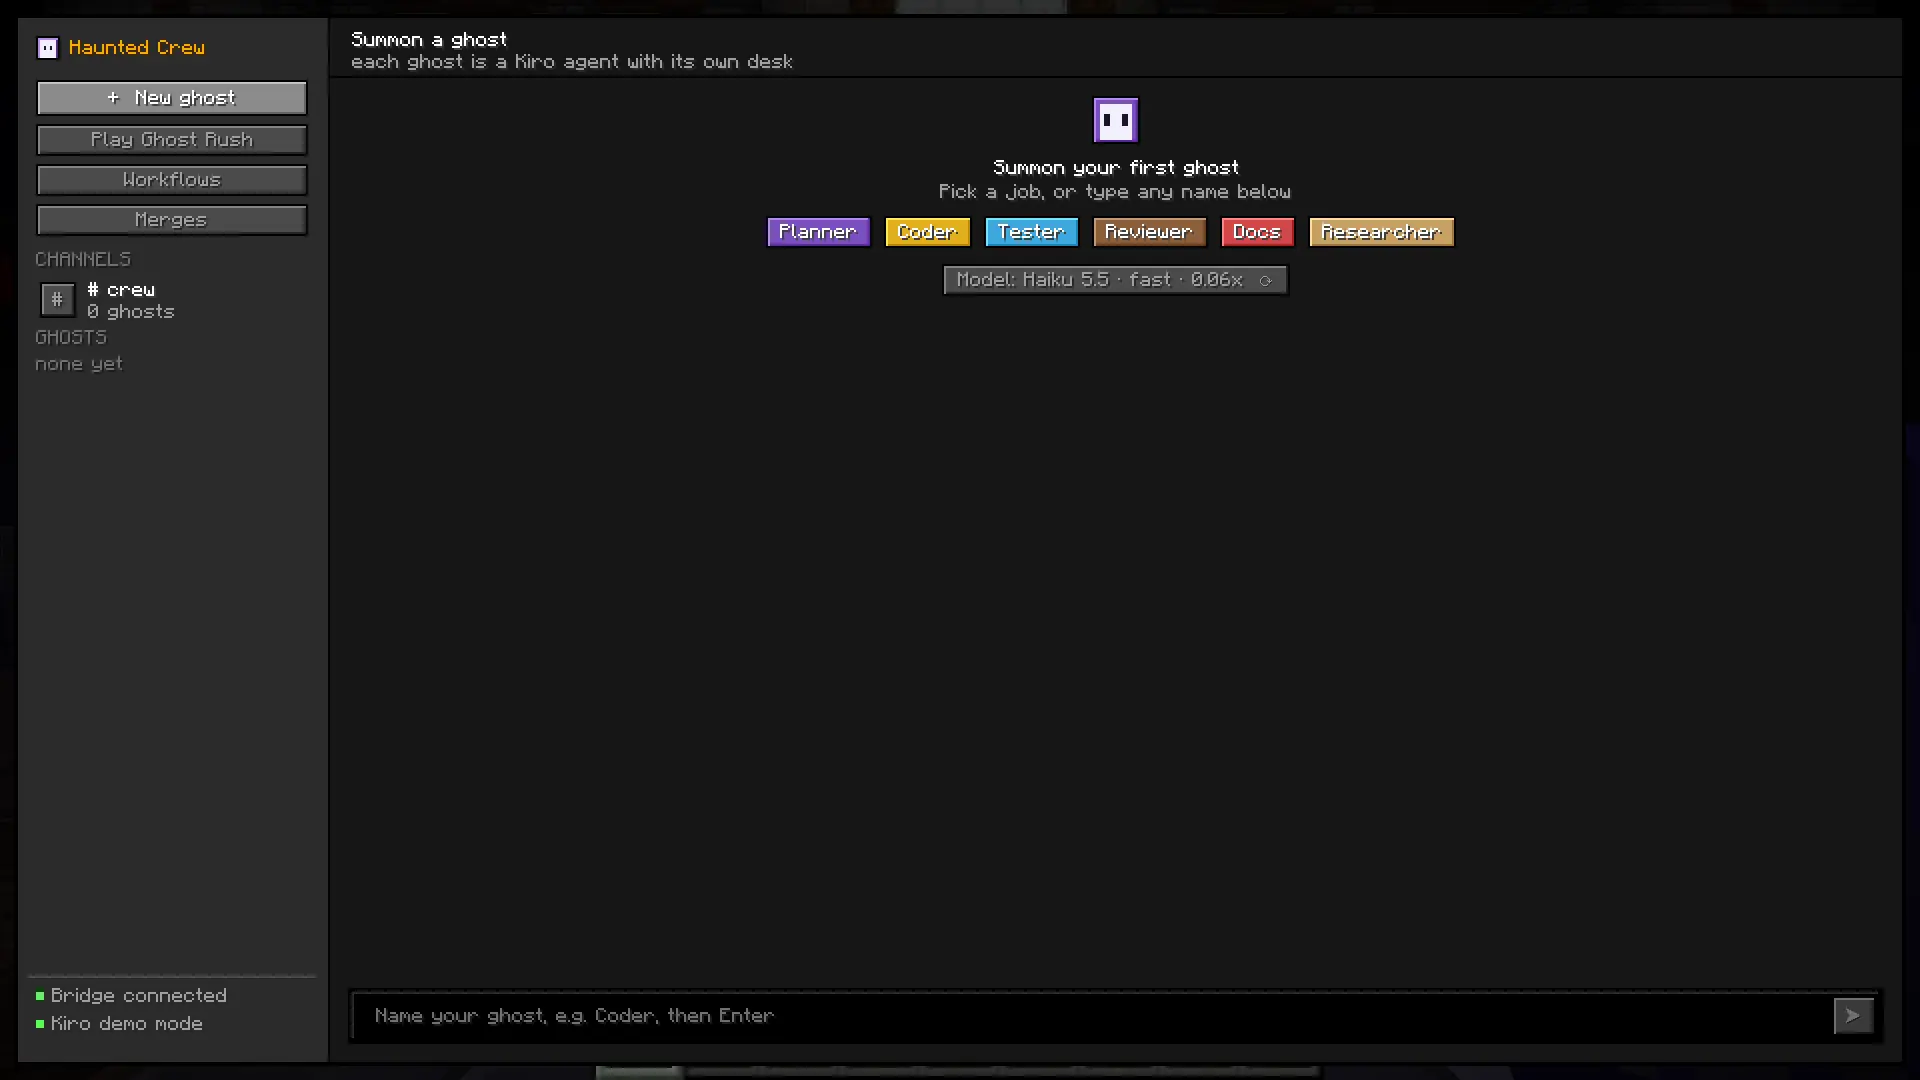 Haunted Crew
+ New ghost
Play Ghost Rush
Workflows
Merges
CHANNELS
#
# crew
0 ghosts
GHOSTS
none yet
Bridge connected
Kiro demo mode
Summon a ghost
each ghost is a Kiro agent with its own desk
Summon your first ghost
Pick a job, or type any name below
Planner Coder Tester Reviewer Docs Researcher
Model: Haiku 5.5 · fast · 0.06x ⟳
Name your ghost, e.g. Coder, then Enter
➤